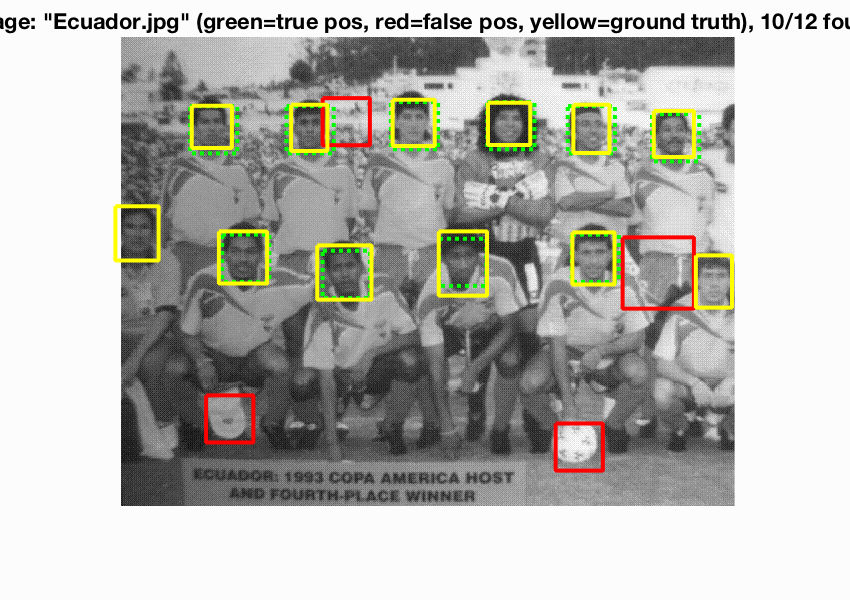 age: "Ecuador.jpg" (green=true pos, red=false pos, yellow=ground truth), 10/12 fou
ECUADOR: 1993 COPA AMERICA HOST
AND FOURTH-PLACE WINNER